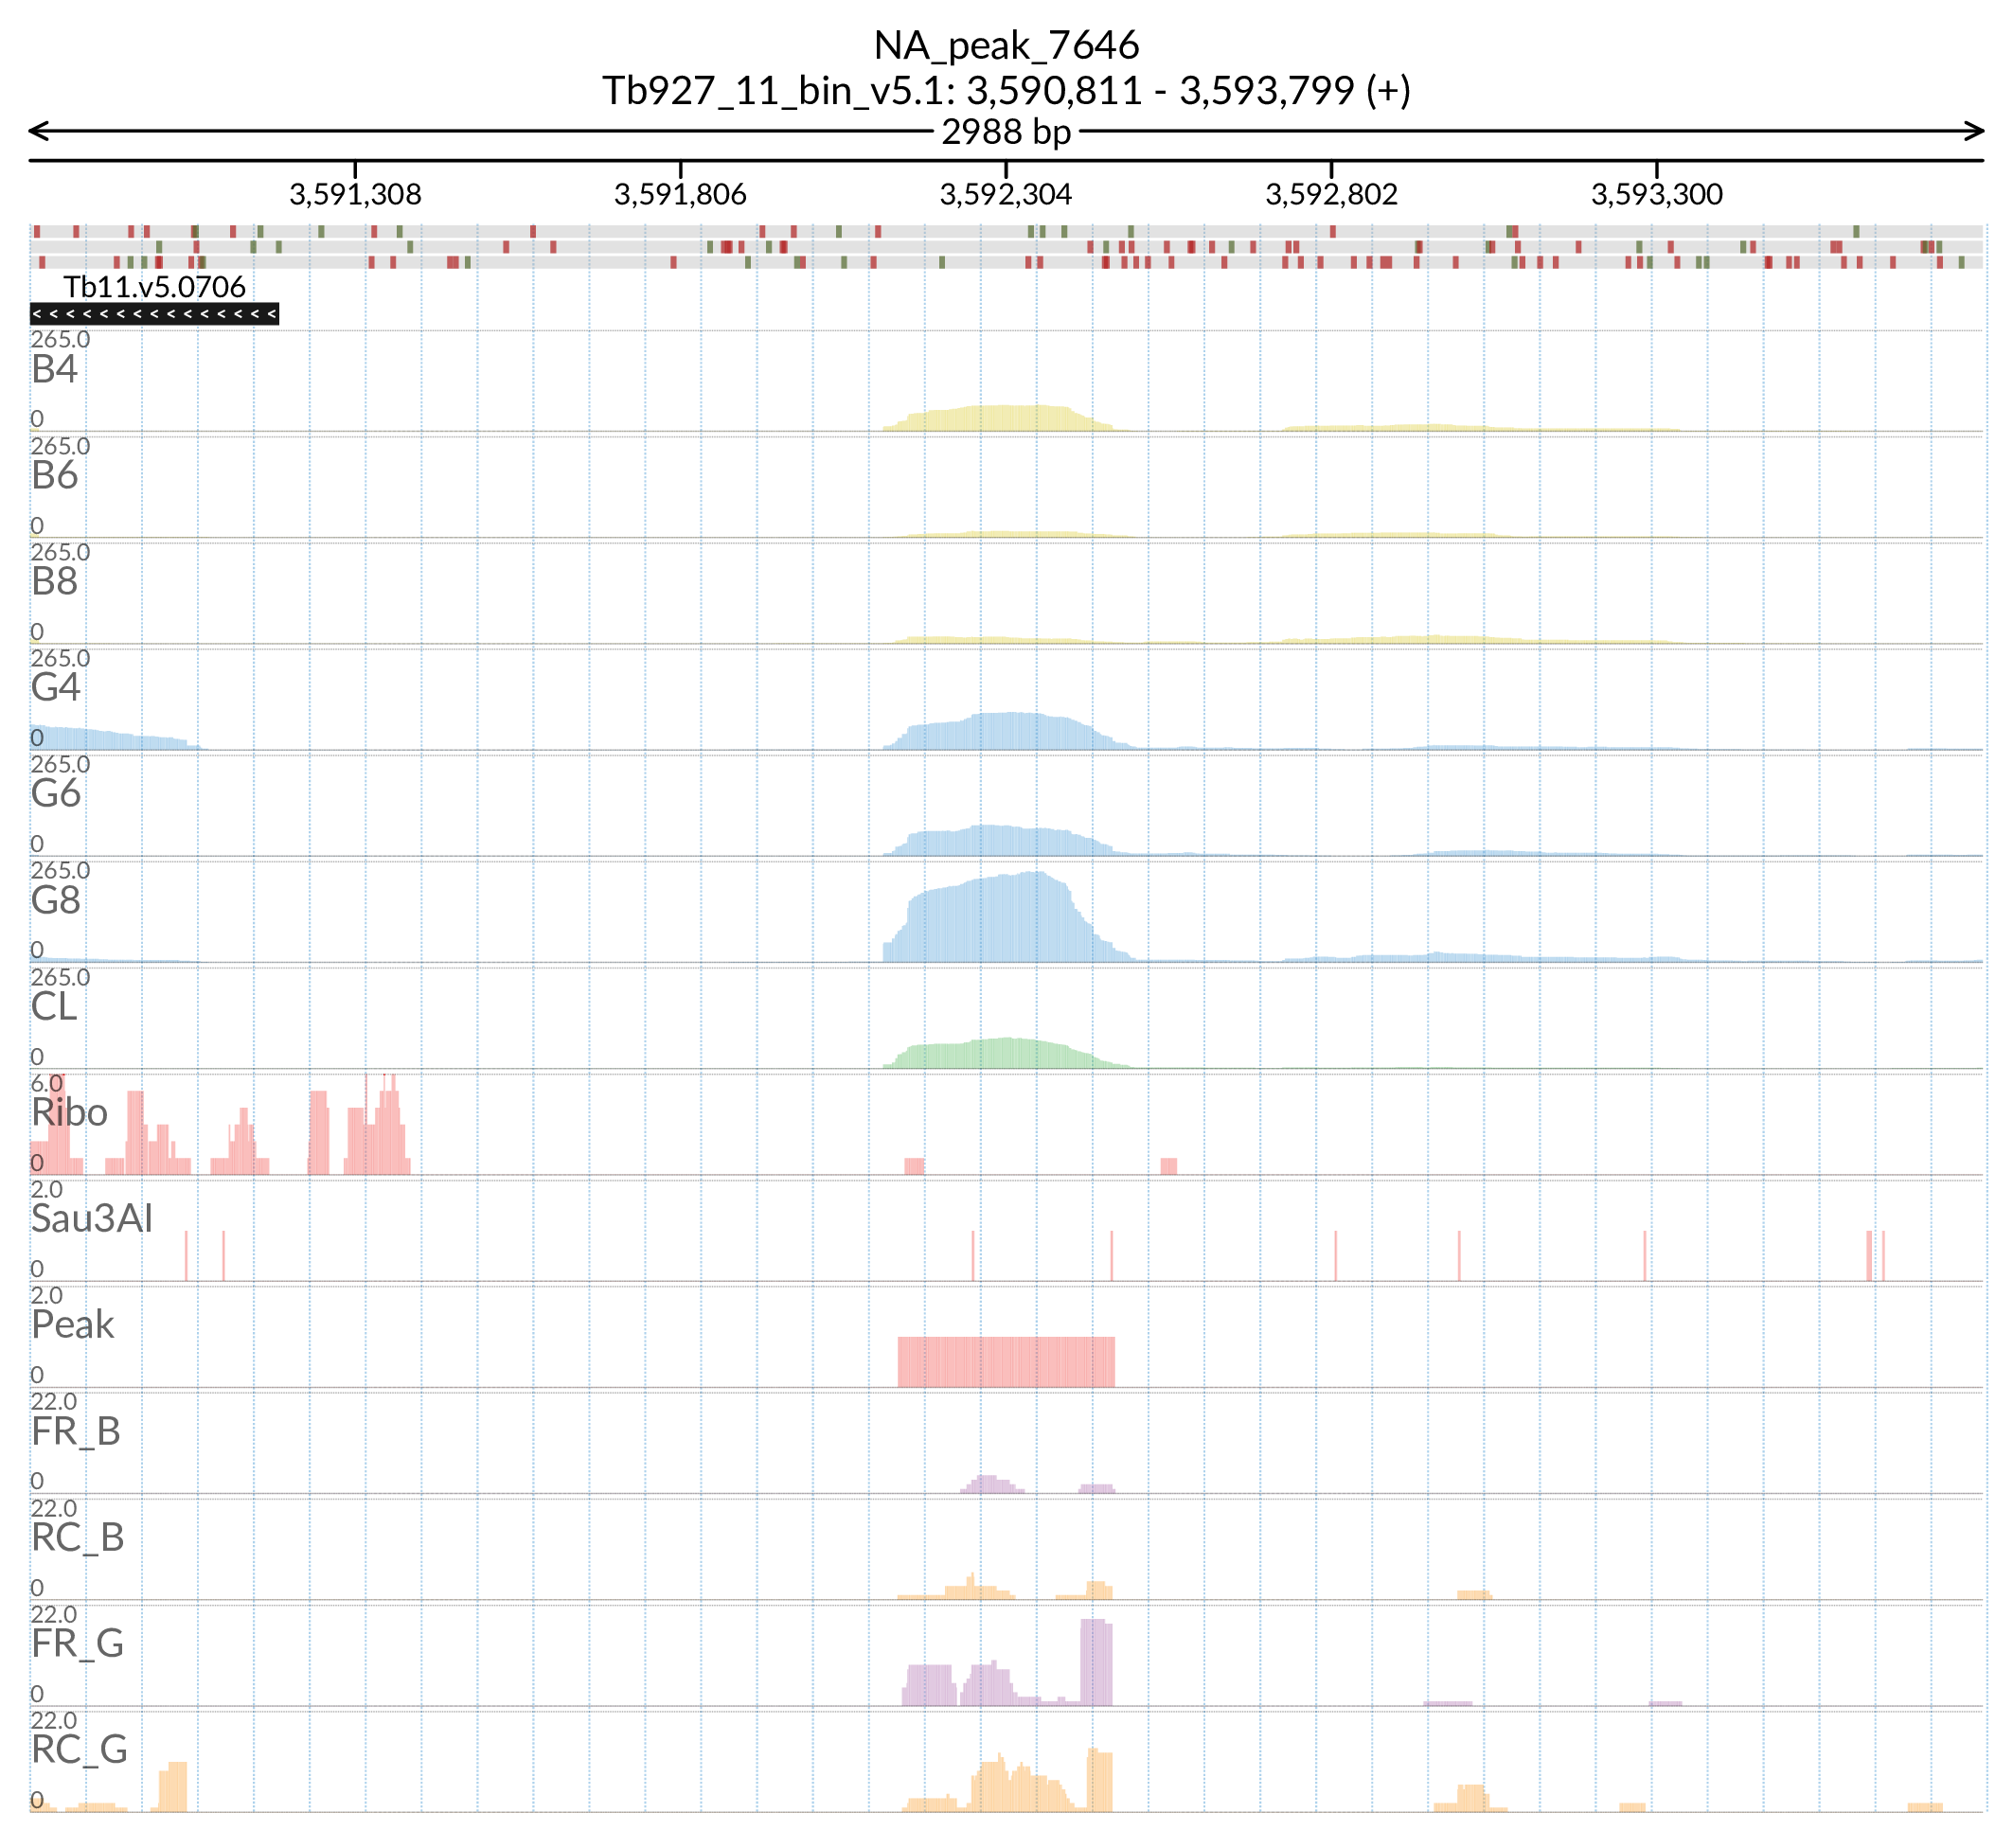 NA_peak_7646
Tb927_11_bin_v5.1: 3,590,811 - 3,593,799 (+)
2988 bp
3,591,308 3,591,806 3,592,304 3,592,802 3,593,300
Tb11.v5.0706
< < < < < < < < < < < < < < <
265.0
B4
0
265.0
B6
0
265.0
B8
0
265.0
G4
0
265.0
G6
0
265.0
G8
0
265.0
CL
0
6.0
Ribo
0
2.0
Sau3AI
0
2.0
Peak
0
22.0
FR_B
0
22.0
RC_B
0
22.0
FR_G
0
22.0
RC_G
0